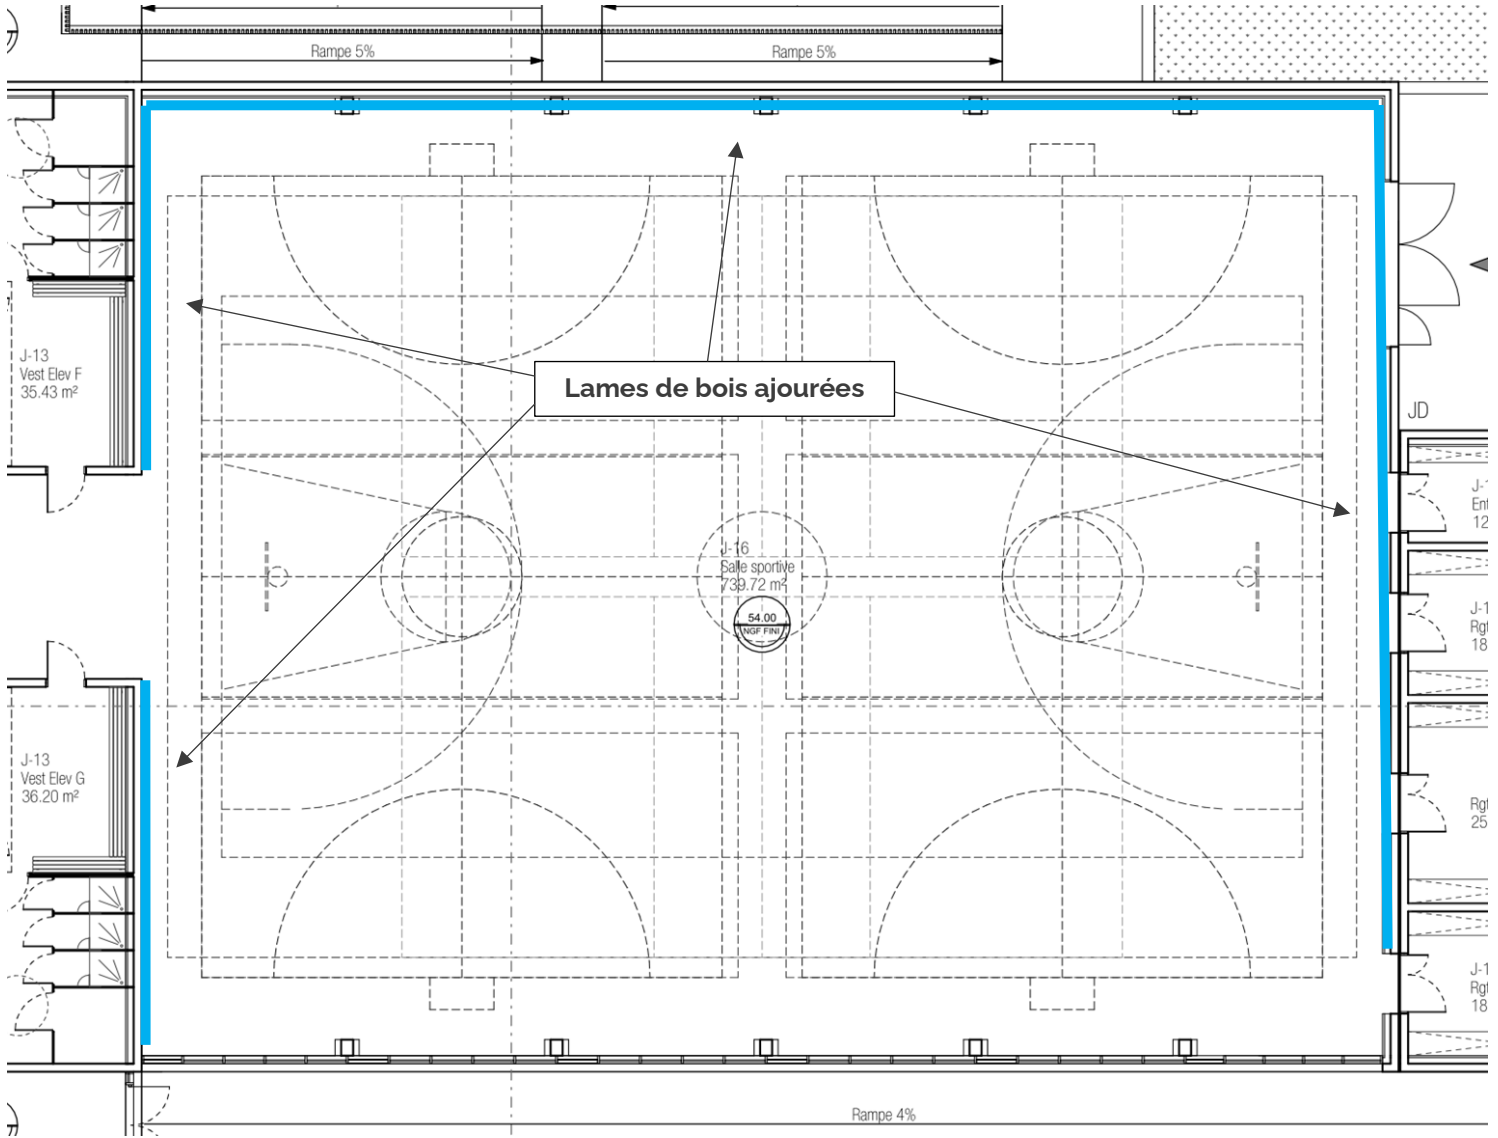 Rampe 5%
Rampe 5%
J-13
Vest Elev F
35.43 m²
Lames de bois ajourées
JD
J-16
Salle sportive
739.72 m²
54.00
NGF FINI
J-13
Vest Elev G
36.20 m²
Rampe 4%